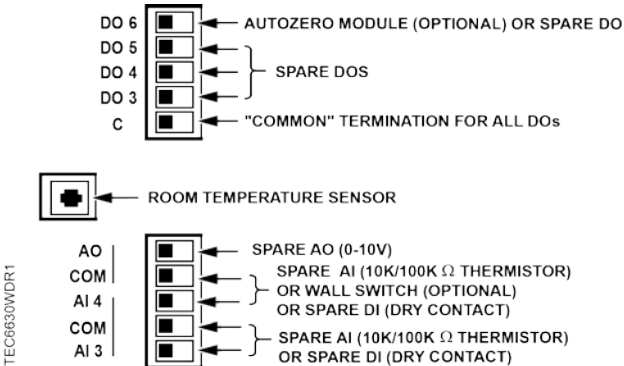 DO 6 AUTOZERO MODULE (OPTIONAL) OR SPARE DO
DO 5
DO 4 SPARE DOS
DO 3
C "COMMON" TERMINATION FOR ALL DOs
ROOM TEMPERATURE SENSOR
AO SPARE AO (0-10V)
COM SPARE AI (10K/100K Ω THERMISTOR)
OR WALL SWITCH (OPTIONAL)
AI 4 OR SPARE DI (DRY CONTACT)
COM SPARE AI (10K/100K Ω THERMISTOR)
AI 3 OR SPARE DI (DRY CONTACT)
TEC6630WDR1